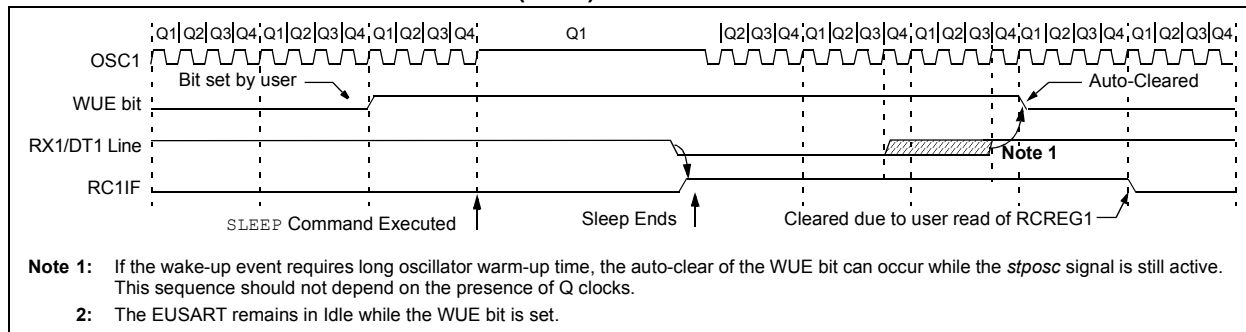 Q1 Q2 Q3 Q4 Q1 Q2 Q3 Q4 Q1 Q2 Q3 Q4 Q1 Q2 Q3 Q4 Q1 Q2 Q3 Q4 Q1 Q2 Q3 Q4 Q1 Q2 Q3 Q4 Q1 Q2 Q3 Q4
OSC1
Bit set by user
Auto-Cleared
WUE bit
RX1/DT1 Line
Note 1
RC1IF
SLEEP Command Executed
Sleep Ends
Cleared due to user read of RCREG1
Note 1: If the wake-up event requires long oscillator warm-up time, the auto-clear of the WUE bit can occur while the stposc signal is still active.
This sequence should not depend on the presence of Q clocks.
2: The EUSART remains in Idle while the WUE bit is set.